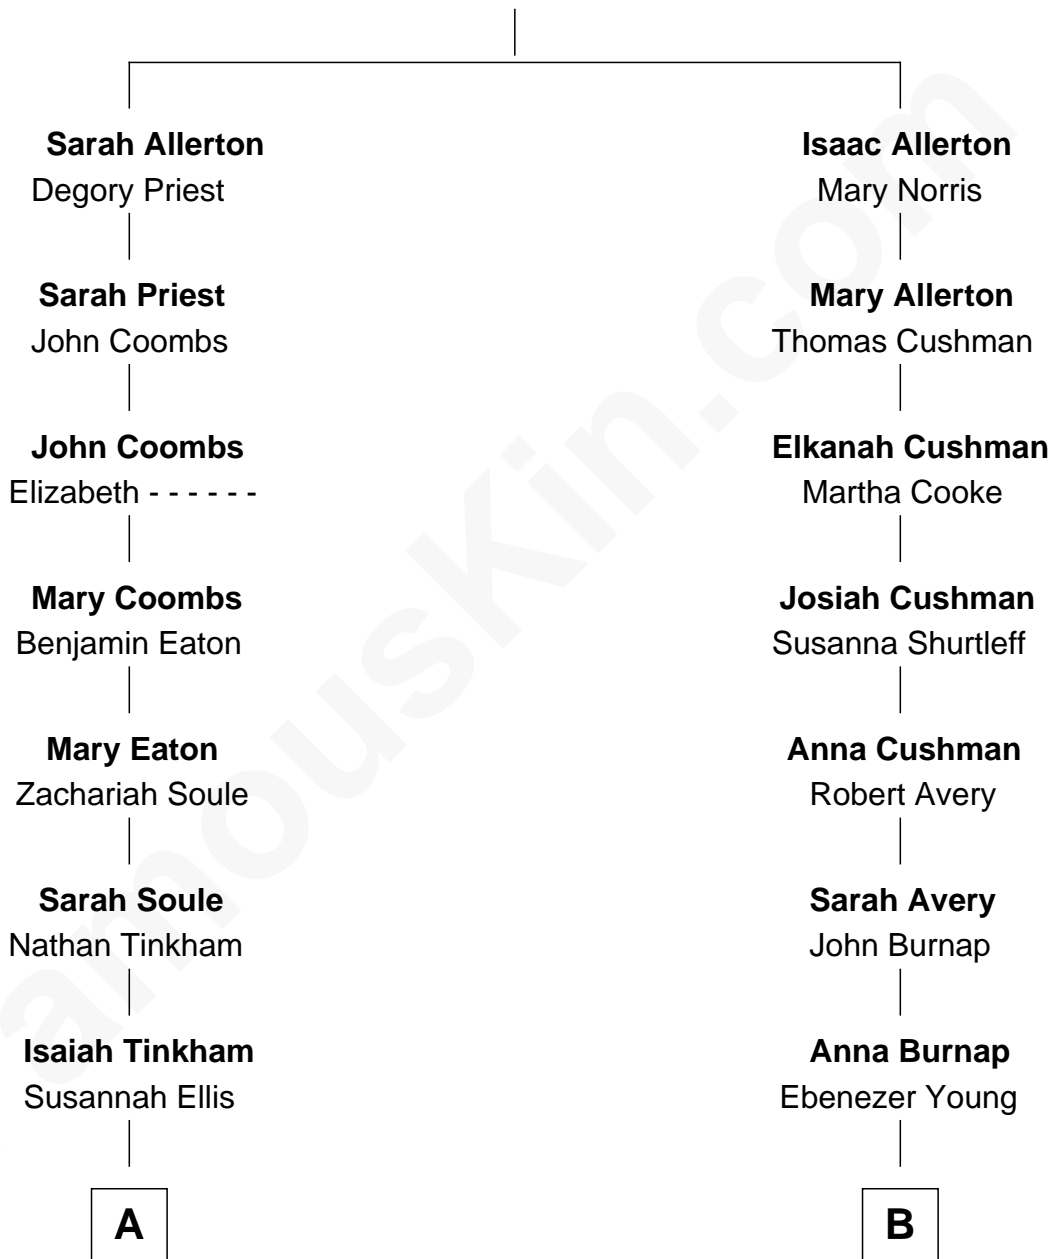 Sarah Allerton
Degory Priest
Sarah Priest
John Coombs
John Coombs
Elizabeth - - - - - -
Mary Coombs
Benjamin Eaton
Mary Eaton
Zachariah Soule
Sarah Soule
Nathan Tinkham
Isaiah Tinkham
Susannah Ellis
A
Isaac Allerton
Mary Norris
Mary Allerton
Thomas Cushman
Elkanah Cushman
Martha Cooke
Josiah Cushman
Susanna Shurtleff
Anna Cushman
Robert Avery
Sarah Avery
John Burnap
Anna Burnap
Ebenezer Young
B
amouskin.com